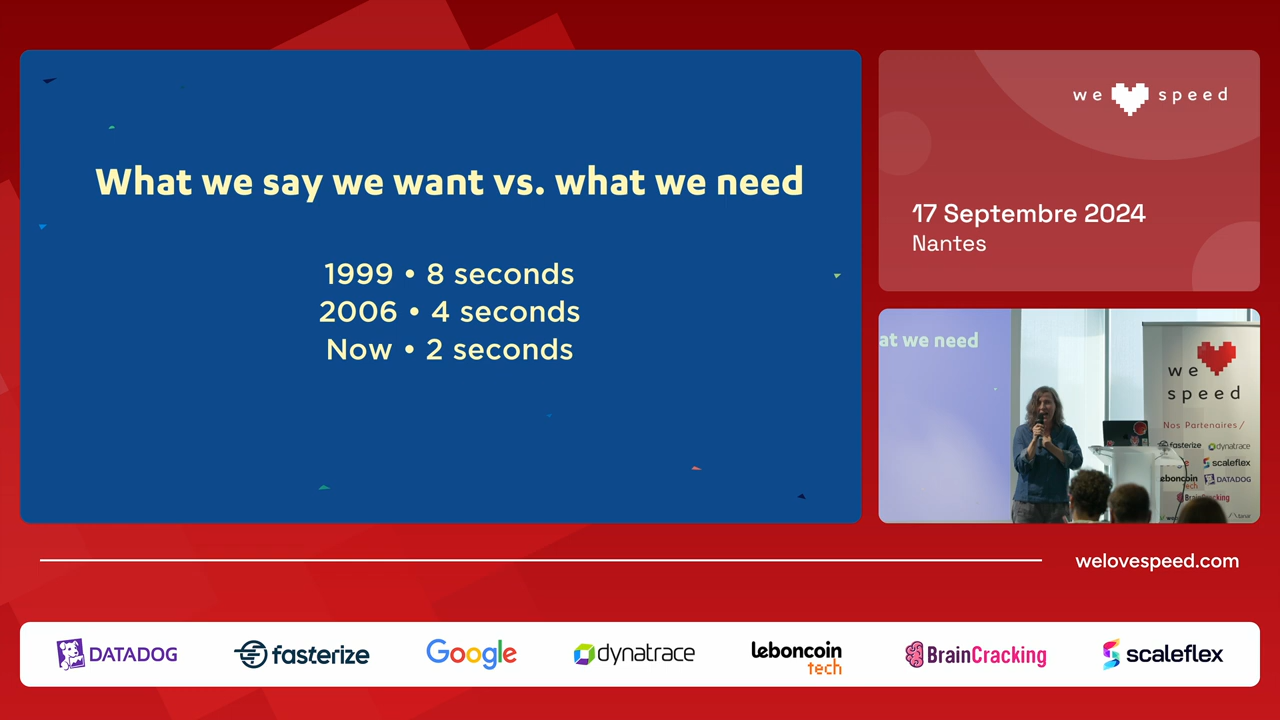 What we say we want vs. what we need
1999 • 8 seconds
2006 • 4 seconds
Now • 2 seconds
we speed
17 Septembre 2024
Nantes
at we need
we
speed
Nos Partenaires/
fasterize dynatrace
scaleflex
eboncoin DATADOG
tech
BrainCracking
welovespeed.com
DATADOG
fasterize
Google
dynatrace
leboncoin
tech
BrainCracking
scaleflex